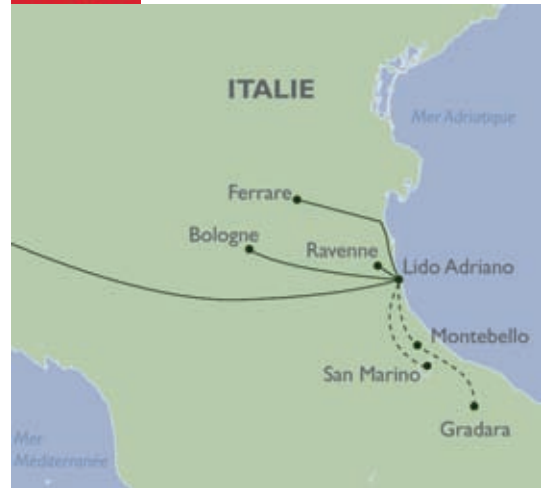 ITALIE
Mer Adriatique
Ferrare
Bologne
Ravenne
Lido Adriano
Montebello
San Marino
Gradara
Mer
Méditerranée